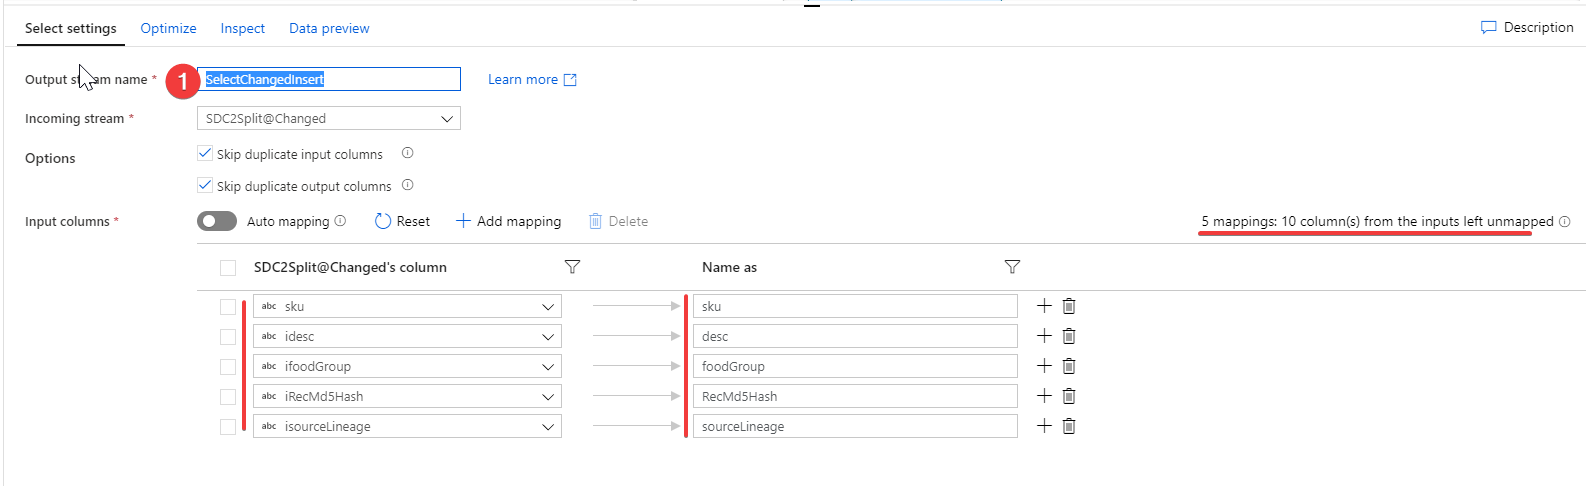 Select settings Optimize Inspect Data preview Description
Output stream name * 1 SelectChangedInsert Learn more
Incoming stream * SDC2Split@Changed
Options Skip duplicate input columns
Skip duplicate output columns
Input columns * Auto mapping Reset Add mapping Delete 5 mappings: 10 column(s) from the inputs left unmapped
SDC2Split@Changed's column Name as
abc sku sku
abc idesc desc
abc ifoodGroup foodGroup
abc iRecMd5Hash RecMd5Hash
abc isourceLineage sourceLineage